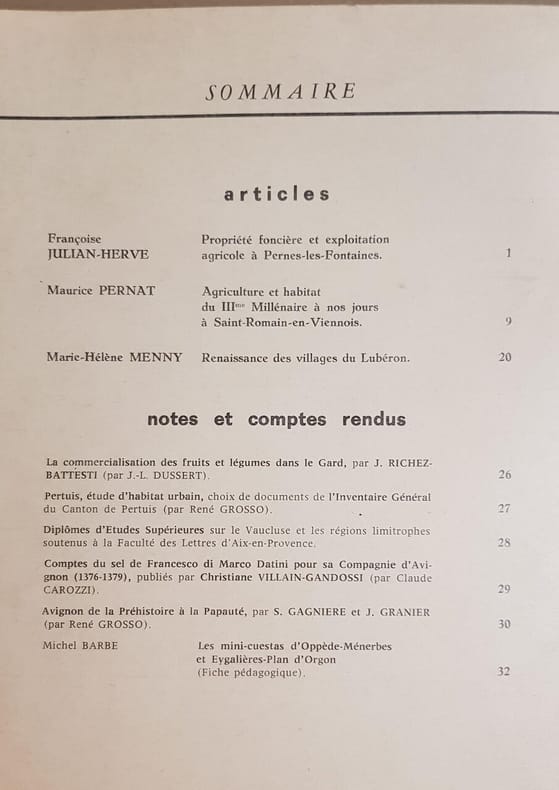 SOMMAIRE
articles
Françoise
JULIAN-HERVE
Propriété foncière et exploitation
agricole à Pernes-les-Fontaines.
1
Maurice PERNAT
Agriculture et habitat
du IIIme Millénaire à nos jours
à Saint-Romain-en-Viennois.
9
Marie-Hélène MENNY
Renaissance des villages du Lubéron.
20
notes et comptes rendus
La commercialisation des fruits et légumes dans le Gard, par J. RICHEZ-
BATTESTI (par J.-L. DUSSERT).
26
Pertuis, étude d'habitat urbain, choix de documents de l'Inventaire Général
du Canton de Pertuis (par René GROSSO).
27
Diplômes d'Etudes Supérieures sur le Vaucluse et les régions limitrophes
soutenus à la Faculté des Lettres d'Aix-en-Provence.
28
Comptes du sel de Francesco di Marco Datini pour sa Compagnie d'Avi-
gnon (1376-1379), publiés par Christiane VILLAIN-GANDOSSI (par Claude
CAROZZI).
29
Avignon de la Préhistoire à la Papauté, par S. GAGNIERE et J. GRANIER
(par René GROSSO).
30
Michel BARBE
Les mini-cuestas d'Oppède-Ménerbes
et Eygalières-Plan d'Orgon
(Fiche pédagogique).
32